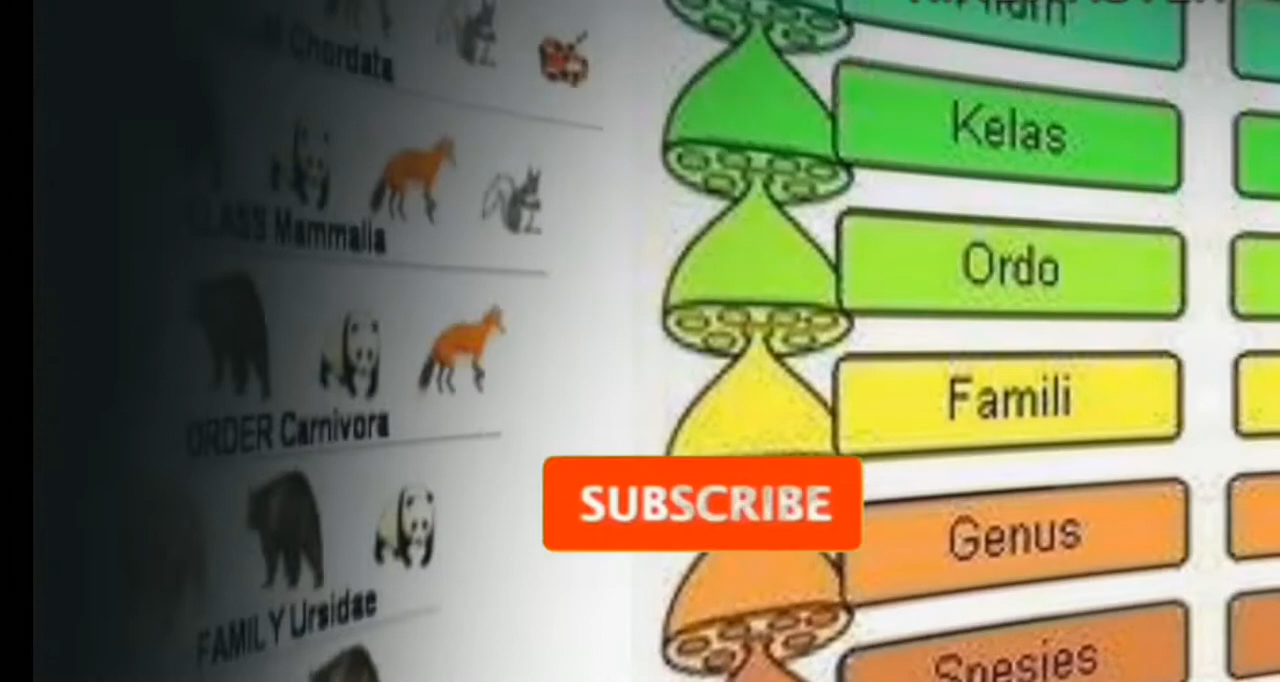 Chordata
CLASS Mammalia
ORDER Carnivora
FAMILY Ursidae
Kelas
Ordo
Famili
SUBSCRIBE
Genus
Spesies